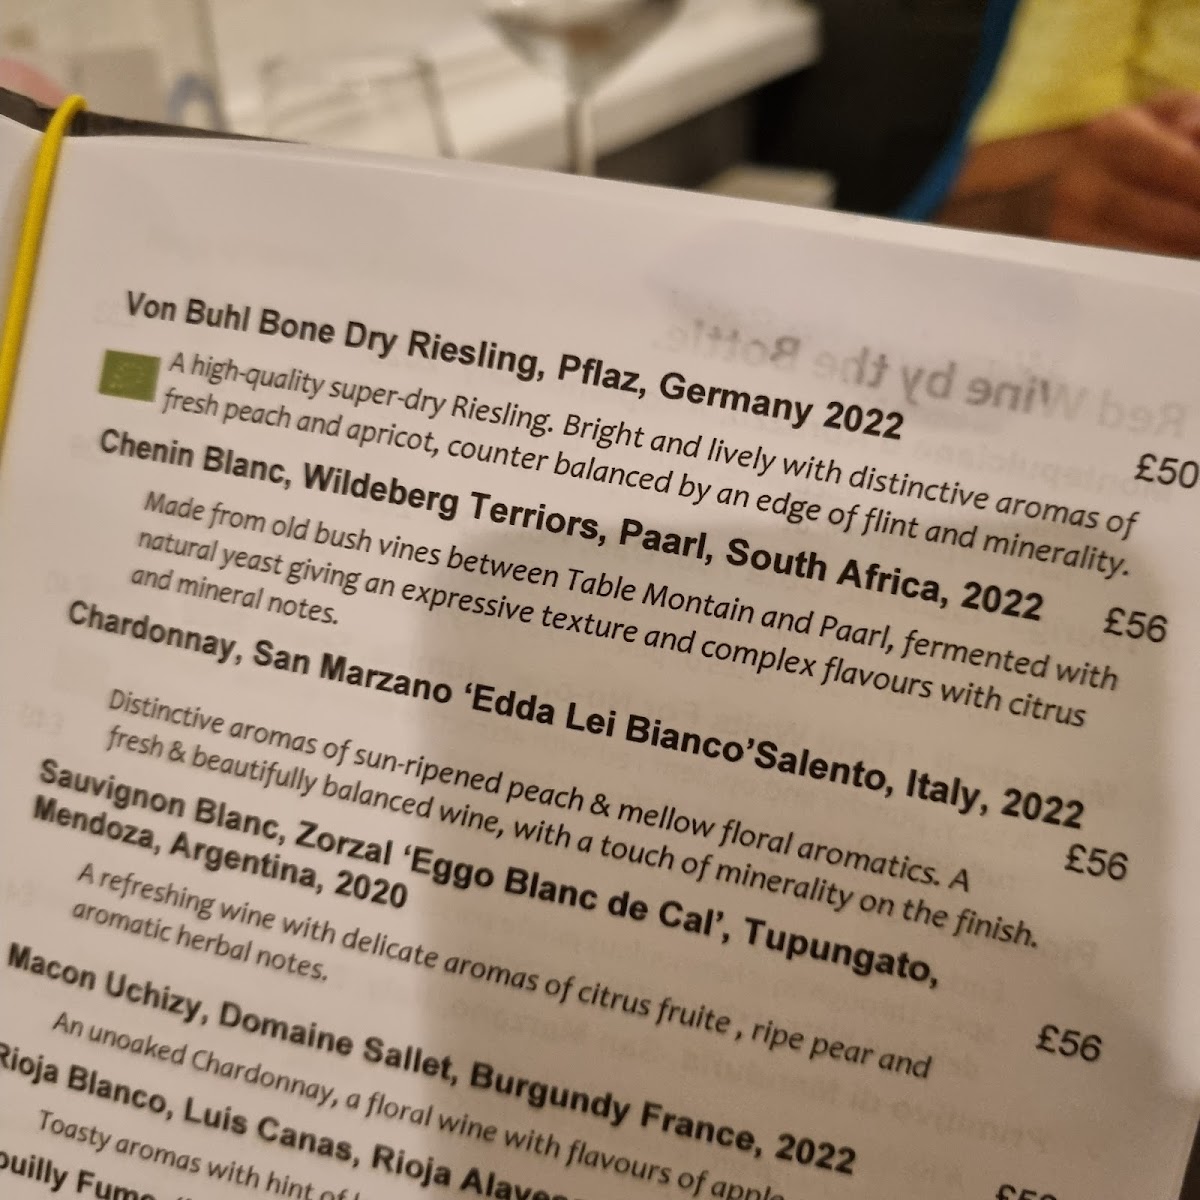 Von Buhl Bone Dry Riesling, Pflaz, Germany 2022
£50
A high-quality super-dry Riesling. Bright and lively with distinctive aromas of
fresh peach and apricot, counter balanced by an edge of flint and minerality.
Chenin Blanc, Wildeberg Terriors, Paarl, South Africa, 2022 £56
Made from old bush vines between Table Montain and Paarl, fermented with
natural yeast giving an expressive texture and complex flavours with citrus
and mineral notes.
Chardonnay, San Marzano ‘Edda Lei Bianco’Salento, Italy, 2022
£56
Distinctive aromas of sun-ripened peach & mellow floral aromatics. A
fresh & beautifully balanced wine, with a touch of minerality on the finish.
Sauvignon Blanc, Zorzal ‘Eggo Blanc de Cal’, Tupungato,
Mendoza, Argentina, 2020
£56
A refreshing wine with delicate aromas of citrus fruite , ripe pear and
aromatic herbal notes.
Macon Uchizy, Domaine Sallet, Burgundy France, 2022
An unoaked Chardonnay, a floral wine with flavours of apple
Rioja Blanco, Luis Canas, Rioja
Toasty aromas with hint of
Red Wine by the Bottle.